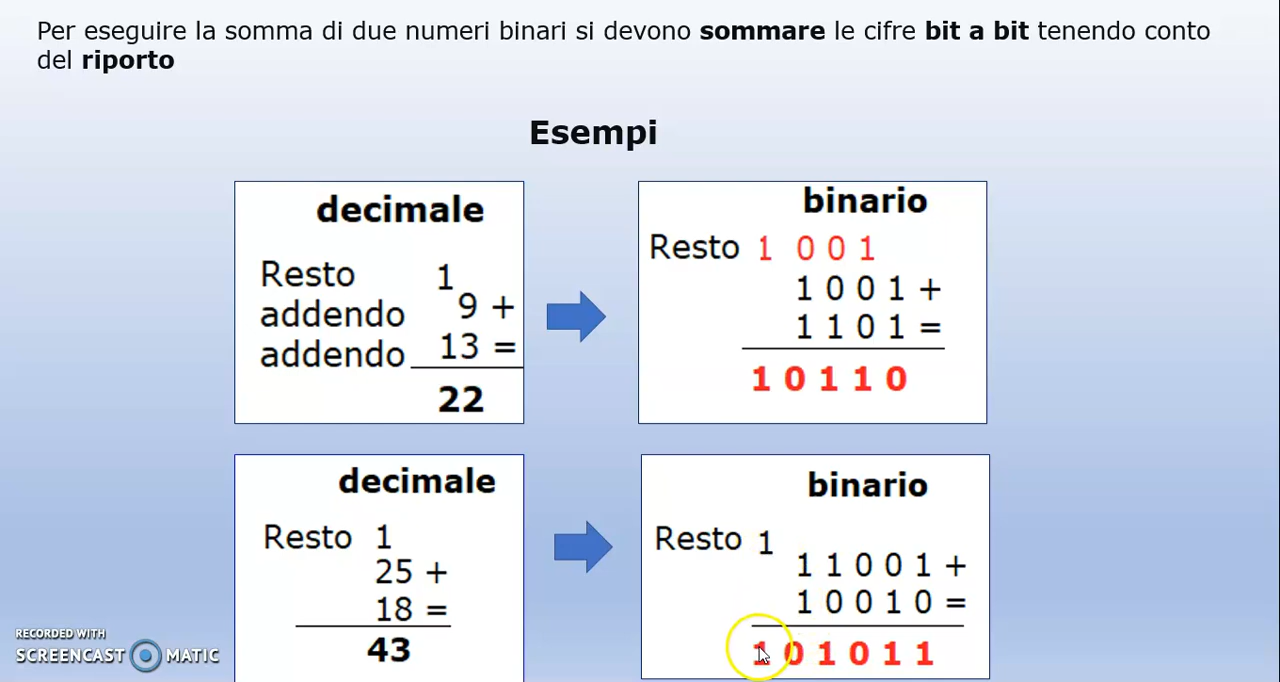 Per eseguire la somma di due numeri binari si devono sommare le cifre bit a bit tenendo conto
del riporto
Esempi
decimale
Resto 1
addendo 9 +
addendo 13 =
22
binario
Resto 1 0 0 1
1 0 0 1 +
1 1 0 1 =
1 0 1 1 0
decimale
Resto 1
25 +
18 =
43
binario
Resto 1
1 1 0 0 1 +
1 0 0 1 0 =
1 0 1 0 1 1
RECORDED WITH
SCREENCAST MATIC